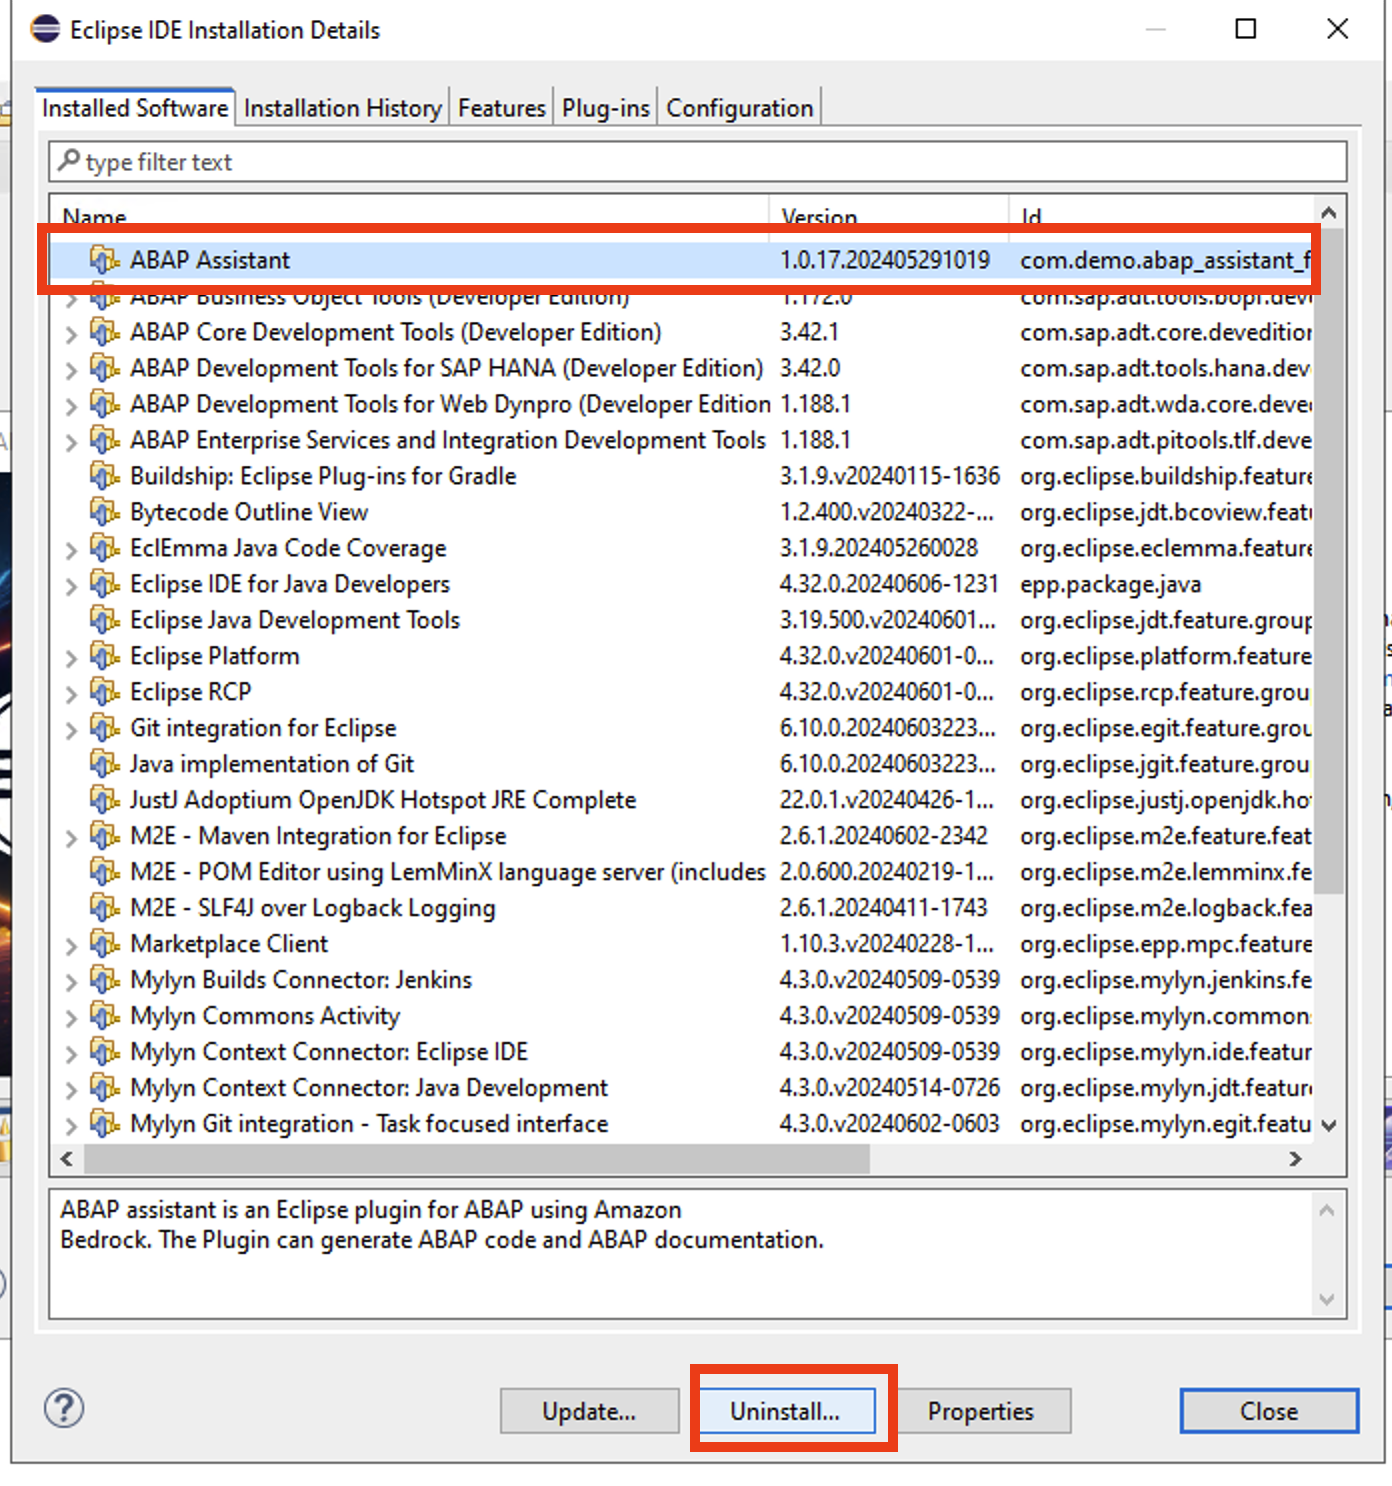 Eclipse IDE Installation Details
Installed Software Installation History Features Plug-ins Configuration
type filter text
Name Version Id
ABAP Assistant 1.0.17.202405291019 com.demo.abap_assistant_f
ABAP Business Object Tools (Developer Edition) 1.172.0 com.sap.adt.tools.bopf.dev
ABAP Core Development Tools (Developer Edition) 3.42.1 com.sap.adt.core.devedition
ABAP Development Tools for SAP HANA (Developer Edition) 3.42.0 com.sap.adt.tools.hana.dev
ABAP Development Tools for Web Dynpro (Developer Edition 1.188.1 com.sap.adt.wda.core.deve
ABAP Enterprise Services and Integration Development Tools 1.188.1 com.sap.adt.pitools.tlf.deve
Buildship: Eclipse Plug-ins for Gradle 3.1.9.v20240115-1636 org.eclipse.buildship.feature
Bytecode Outline View 1.2.400.v20240322-... org.eclipse.jdt.bcoview.feat
EclEmma Java Code Coverage 3.1.9.202405260028 org.eclipse.eclemma.feature
Eclipse IDE for Java Developers 4.32.0.20240606-1231 epp.package.java
Eclipse Java Development Tools 3.19.500.v20240601... org.eclipse.jdt.feature.group
Eclipse Platform 4.32.0.v20240601-0... org.eclipse.platform.feature
Eclipse RCP 4.32.0.v20240601-0... org.eclipse.rcp.feature.grou
Git integration for Eclipse 6.10.0.20240603223... org.eclipse.egit.feature.grou
Java implementation of Git 6.10.0.20240603223... org.eclipse.jgit.feature.grou
JustJ Adoptium OpenJDK Hotspot JRE Complete 22.0.1.v20240426-1... org.eclipse.justj.openjdk.ho
M2E - Maven Integration for Eclipse 2.6.1.20240602-2342 org.eclipse.m2e.feature.feat
M2E - POM Editor using LemMinX language server (includes 2.0.600.20240219-1... org.eclipse.m2e.lemminx.fe
M2E - SLF4J over Logback Logging 2.6.1.20240411-1743 org.eclipse.m2e.logback.fea
Marketplace Client 1.10.3.v20240228-1... org.eclipse.epp.mpc.feature
Mylyn Builds Connector: Jenkins 4.3.0.v20240509-0539 org.eclipse.mylyn.jenkins.fe
Mylyn Commons Activity 4.3.0.v20240509-0539 org.eclipse.mylyn.common
Mylyn Context Connector: Eclipse IDE 4.3.0.v20240509-0539 org.eclipse.mylyn.ide.featur
Mylyn Context Connector: Java Development 4.3.0.v20240514-0726 org.eclipse.mylyn.jdt.featur
Mylyn Git integration - Task focused interface 4.3.0.v20240602-0603 org.eclipse.mylyn.egit.featu
ABAP assistant is an Eclipse plugin for ABAP using Amazon
Bedrock. The Plugin can generate ABAP code and ABAP documentation.
Update... Uninstall... Properties Close